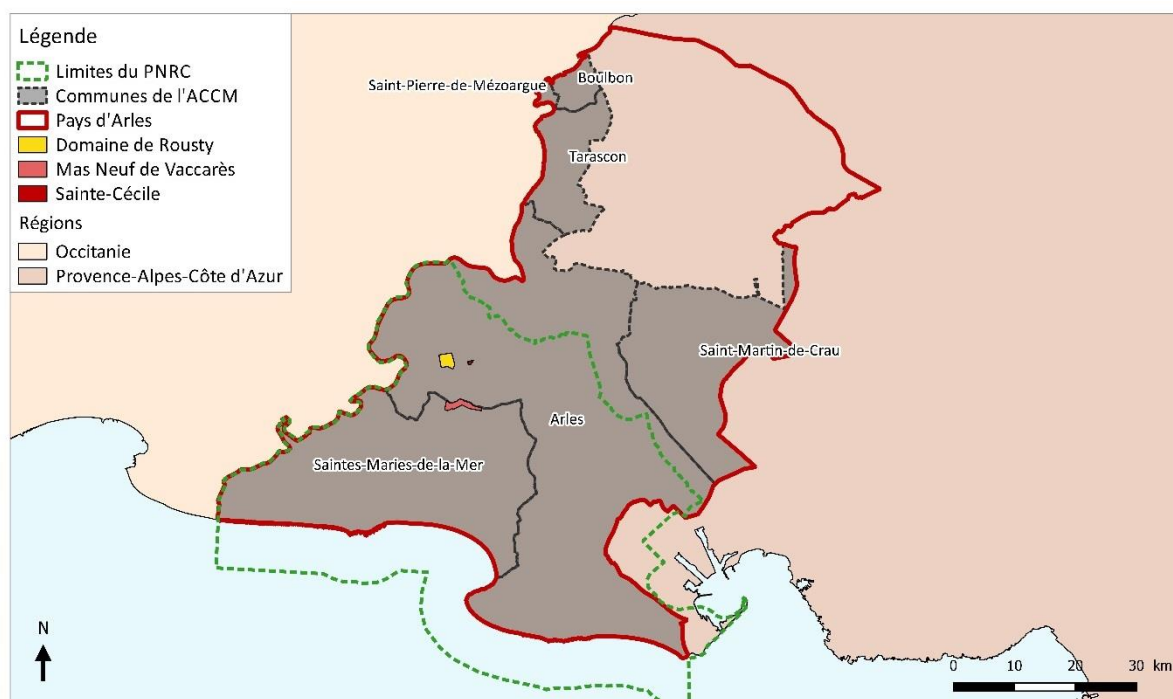 Légende
Limites du PNRC
Communes de l'ACCM
Pays d'Arles
Domaine de Rousty
Mas Neuf de Vaccarès
Sainte-Cécile
Régions
Occitanie
Provence-Alpes-Côte d'Azur
Boulbon
Saint-Pierre-de-Mézoargue
Tarascon
Saint-Martin-de-Crau
Arles
Saintes-Maries-de-la-Mer
N
0 10 20 30 km